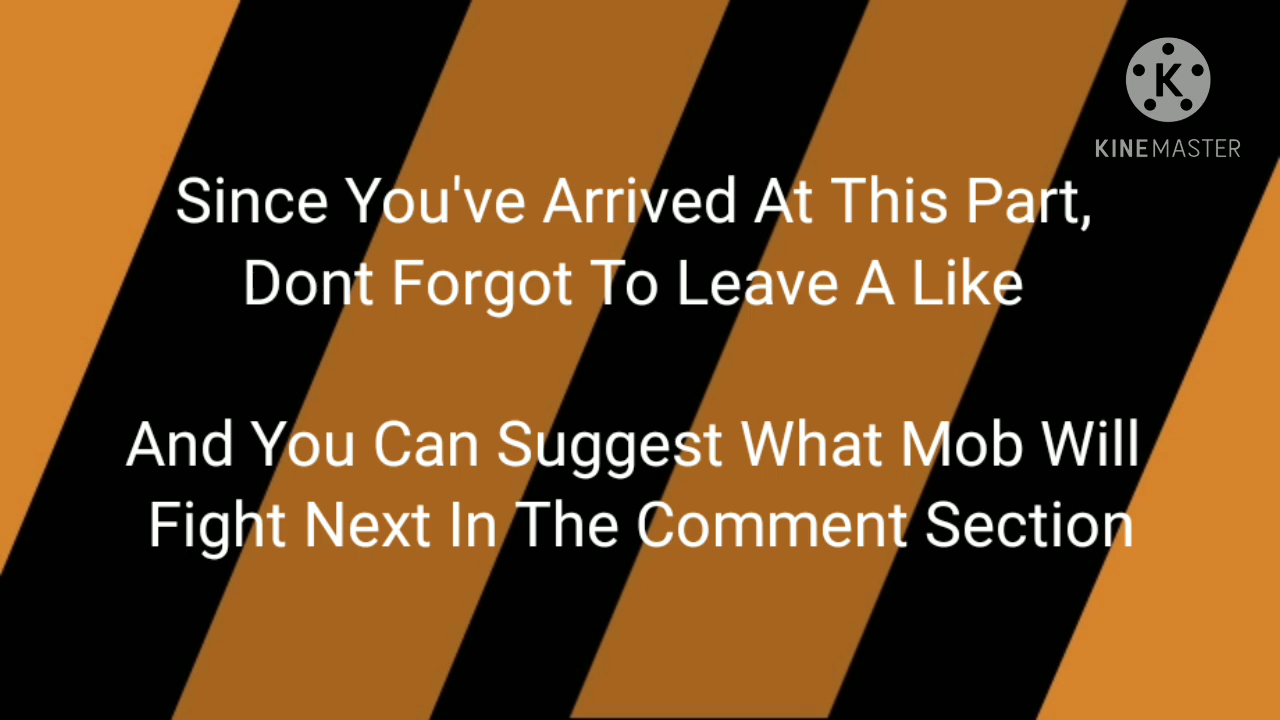 K
KINEMASTER
Since You've Arrived At This Part,
Dont Forgot To Leave A Like
And You Can Suggest What Mob Will
Fight Next In The Comment Section